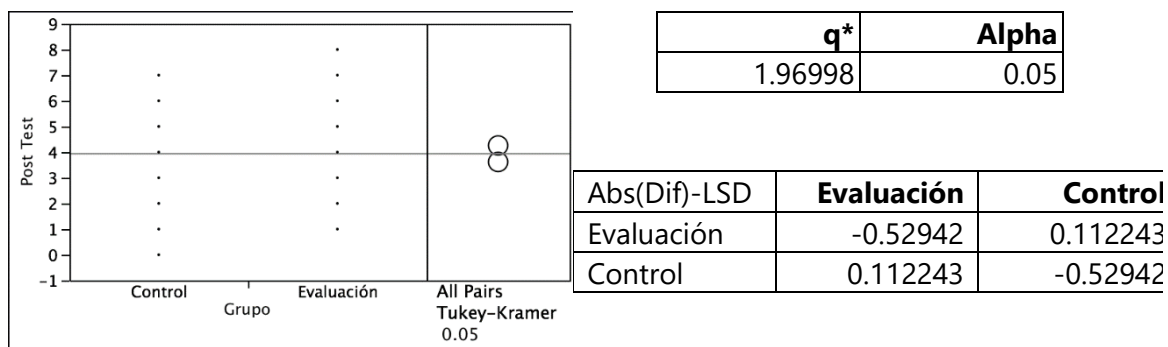 9
8
7
6
5
4
3
2
1
0
-1
Post Test
Control
Evaluación
Grupo
All Pairs
Tukey-Kramer
0.05
q* Alpha
1.96998 0.05
Abs(Dif)-LSD Evaluación Control
Evaluación -0.52942 0.112243
Control 0.112243 -0.52942